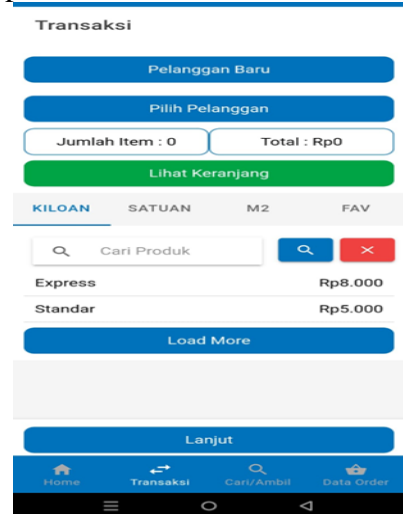 Transaksi
Pelanggan Baru
Pilih Pelanggan
Jumlah Item : 0 Total : Rp0
Lihat Keranjang
KILOAN SATUAN M2 FAV
Cari Produk
Express Rp8.000
Standar Rp5.000
Load More
Lanjut
Home Transaksi Cari/Ambil Data Order